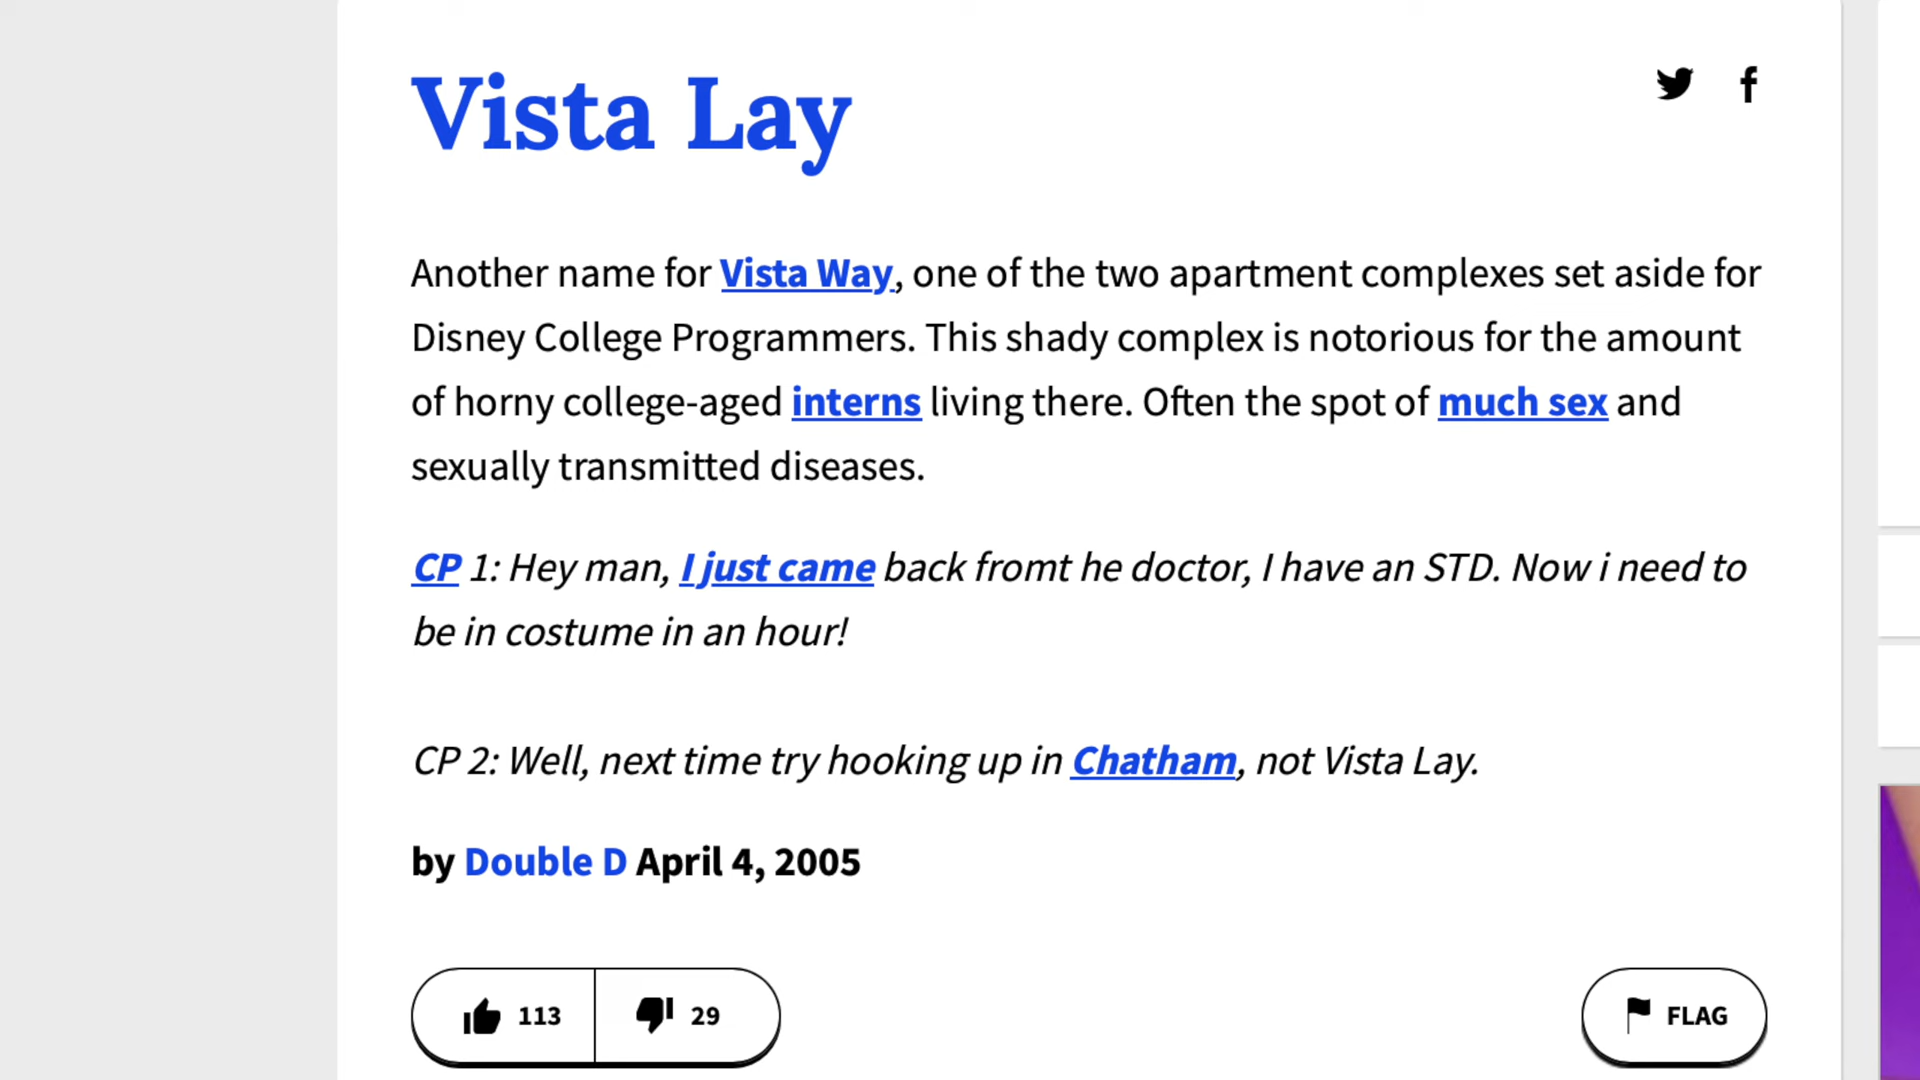 Vista Lay
Another name for Vista Way, one of the two apartment complexes set aside for
Disney College Programmers. This shady complex is notorious for the amount
of horny college-aged interns living there. Often the spot of much sex and
sexually transmitted diseases.
CP 1: Hey man, I just came back fromt he doctor, I have an STD. Now i need to
be in costume in an hour!
CP 2: Well, next time try hooking up in Chatham, not Vista Lay.
by Double D April 4, 2005
113 29 FLAG